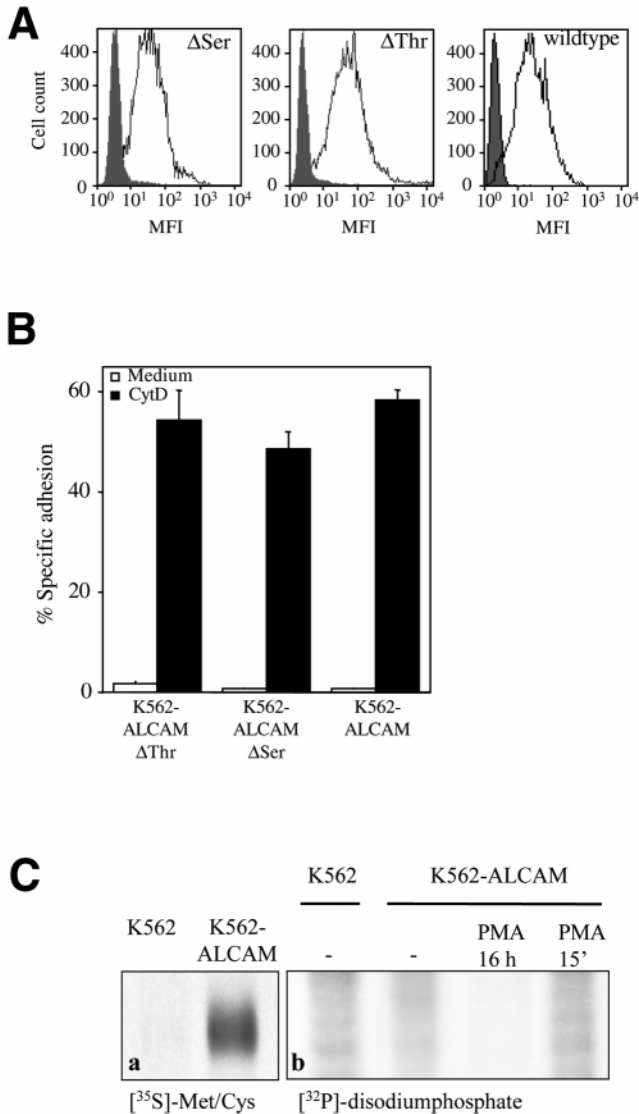 A
ΔSer
ΔThr
wildtype
Cell count
400
300
200
100
0
10⁰ 10¹ 10² 10³ 10⁴
MFI
400
300
200
100
0
10⁰ 10¹ 10² 10³ 10⁴
MFI
400
300
200
100
0
10⁰ 10¹ 10² 10³ 10⁴
MFI
B
Medium
CytD
% Specific adhesion
60
40
20
0
K562-
ALCAM
ΔThr
K562-
ALCAM
ΔSer
K562-
ALCAM
C
K562
K562-ALCAM
K562
K562-
ALCAM
-
-
PMA
16 h
PMA
15’
a
b
[³⁵S]-Met/Cys
[³²P]-disodiumphosphate